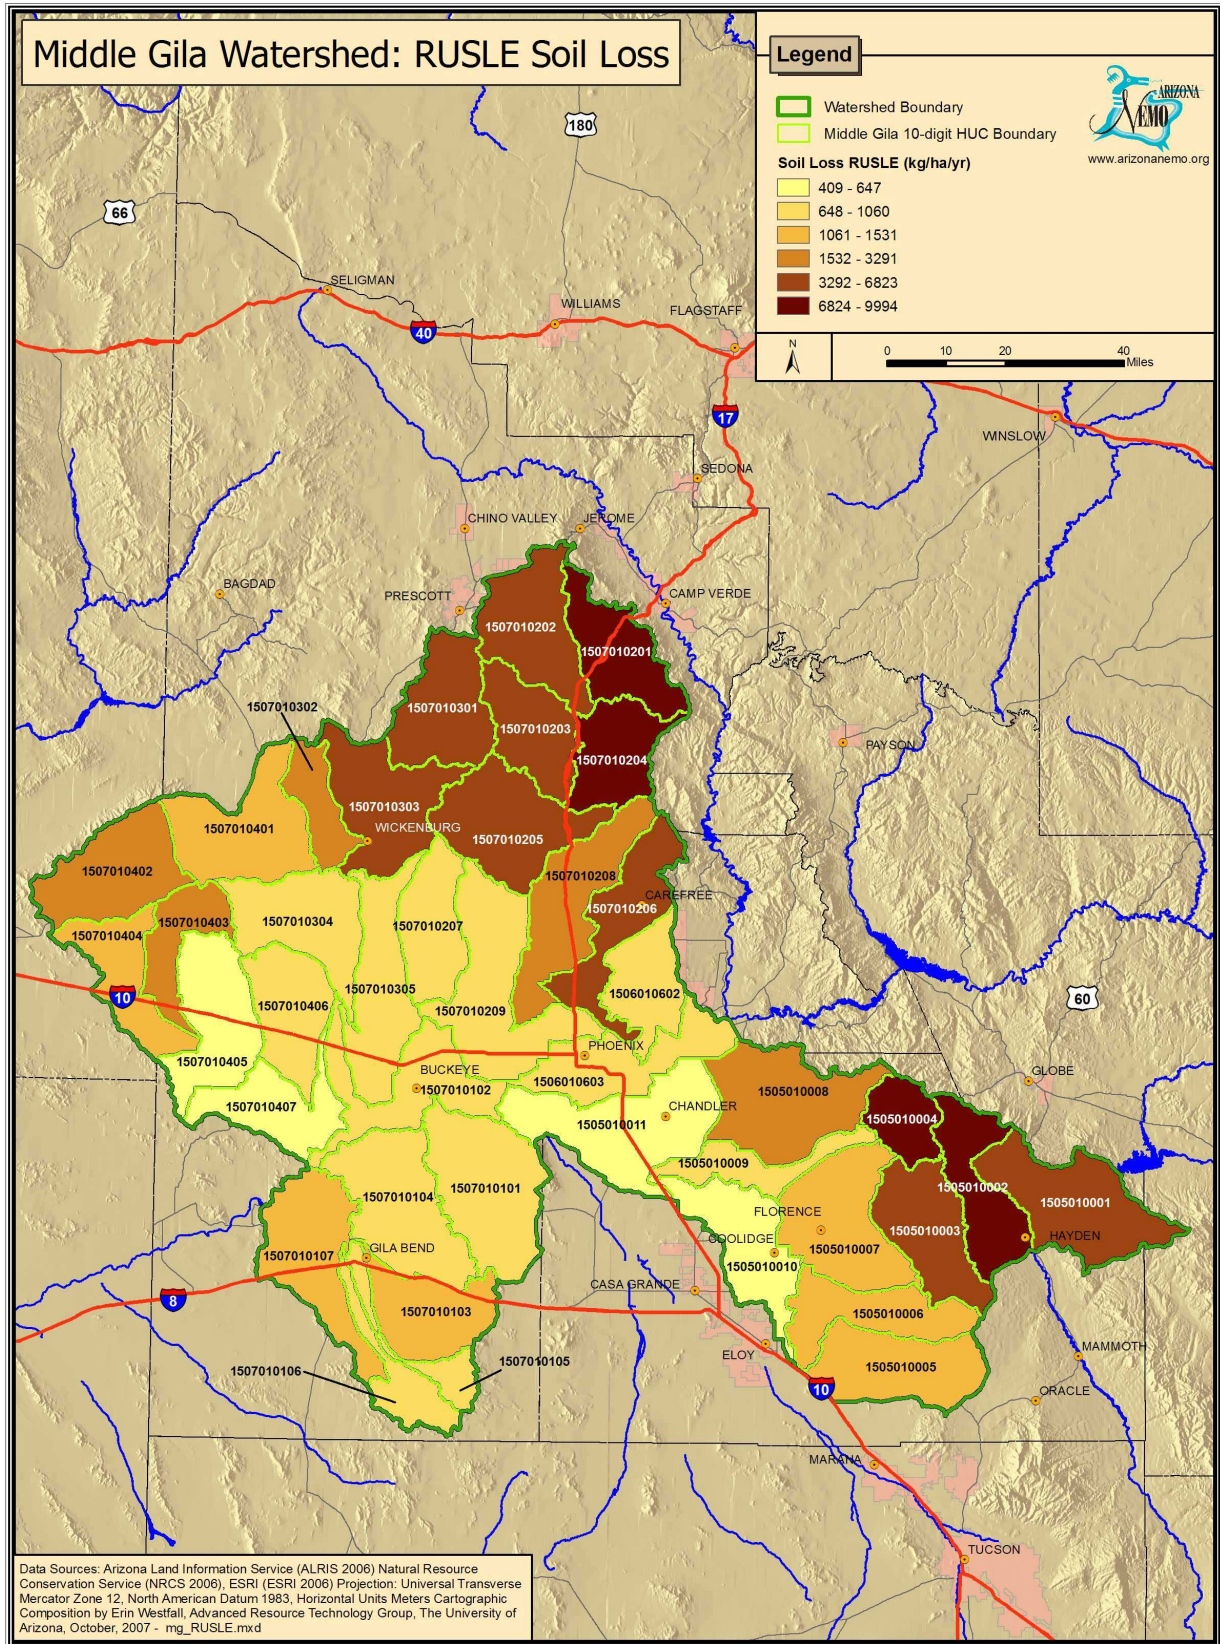 Middle Gila Watershed: RUSLE Soil Loss
Legend
Watershed Boundary
Middle Gila 10-digit HUC Boundary
ARIZONA
NEMO
www.arizonanemo.org
Soil Loss RUSLE (kg/ha/yr)
409 - 647
648 - 1060
1061 - 1531
1532 - 3291
3292 - 6823
6824 - 9994
N
0 10 20 40
Miles
180
66
SELIGMAN
WILLIAMS
FLAGSTAFF
40
17
WINSLOW
SEDONA
CHINO VALLEY
JEROME
BAGDAD
PRESCOTT
CAMP VERDE
1507010202
1507010201
1507010302
1507010301
1507010203
PAYSON
1507010204
1507010303
1507010401
WICKENBURG
1507010205
1507010402
1507010208
CAREFREE
1507010206
1507010403
1507010304
1507010207
1507010404
1507010305
1506010602
10
60
1507010406
1507010209
PHOENIX
1507010405
BUCKEYE
GLOBE
1507010102
1506010603
1505010008
1507010407
CHANDLER
1505010011
1505010004
1505010009
1507010101
1507010104
1505010002
1505010001
FLORENCE
1505010003
HAYDEN
COOLIDGE
1507010107
GILA BEND
1505010007
1505010010
CASA GRANDE
8
1507010103
1505010006
ELOY
MAMMOTH
1507010106
1507010105
1505010005
10
ORACLE
MARANA
TUCSON
Data Sources: Arizona Land Information Service (ALRIS 2006) Natural Resource
Conservation Service (NRCS 2006), ESRI (ESRI 2006) Projection: Universal Transverse
Mercator Zone 12, North American Datum 1983, Horizontal Units Meters Cartographic
Composition by Erin Westfall, Advanced Resource Technology Group, The University of
Arizona, October, 2007 - mg_RUSLE.mxd